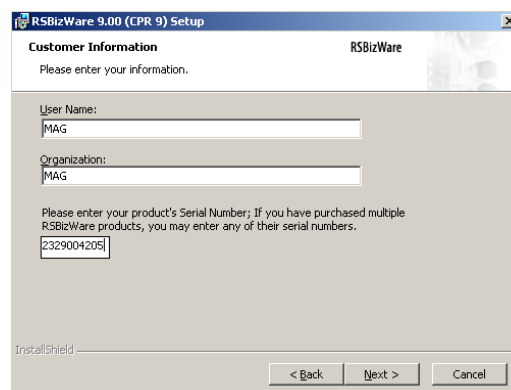 RSBizWare 9.00 (CPR 9) Setup
Customer Information
RSBizWare
Please enter your information.
User Name:
MAG
Organization:
MAG
Please enter your product's Serial Number; If you have purchased multiple
RSBizWare products, you may enter any of their serial numbers.
2329004205
InstallShield
< Back Next > Cancel